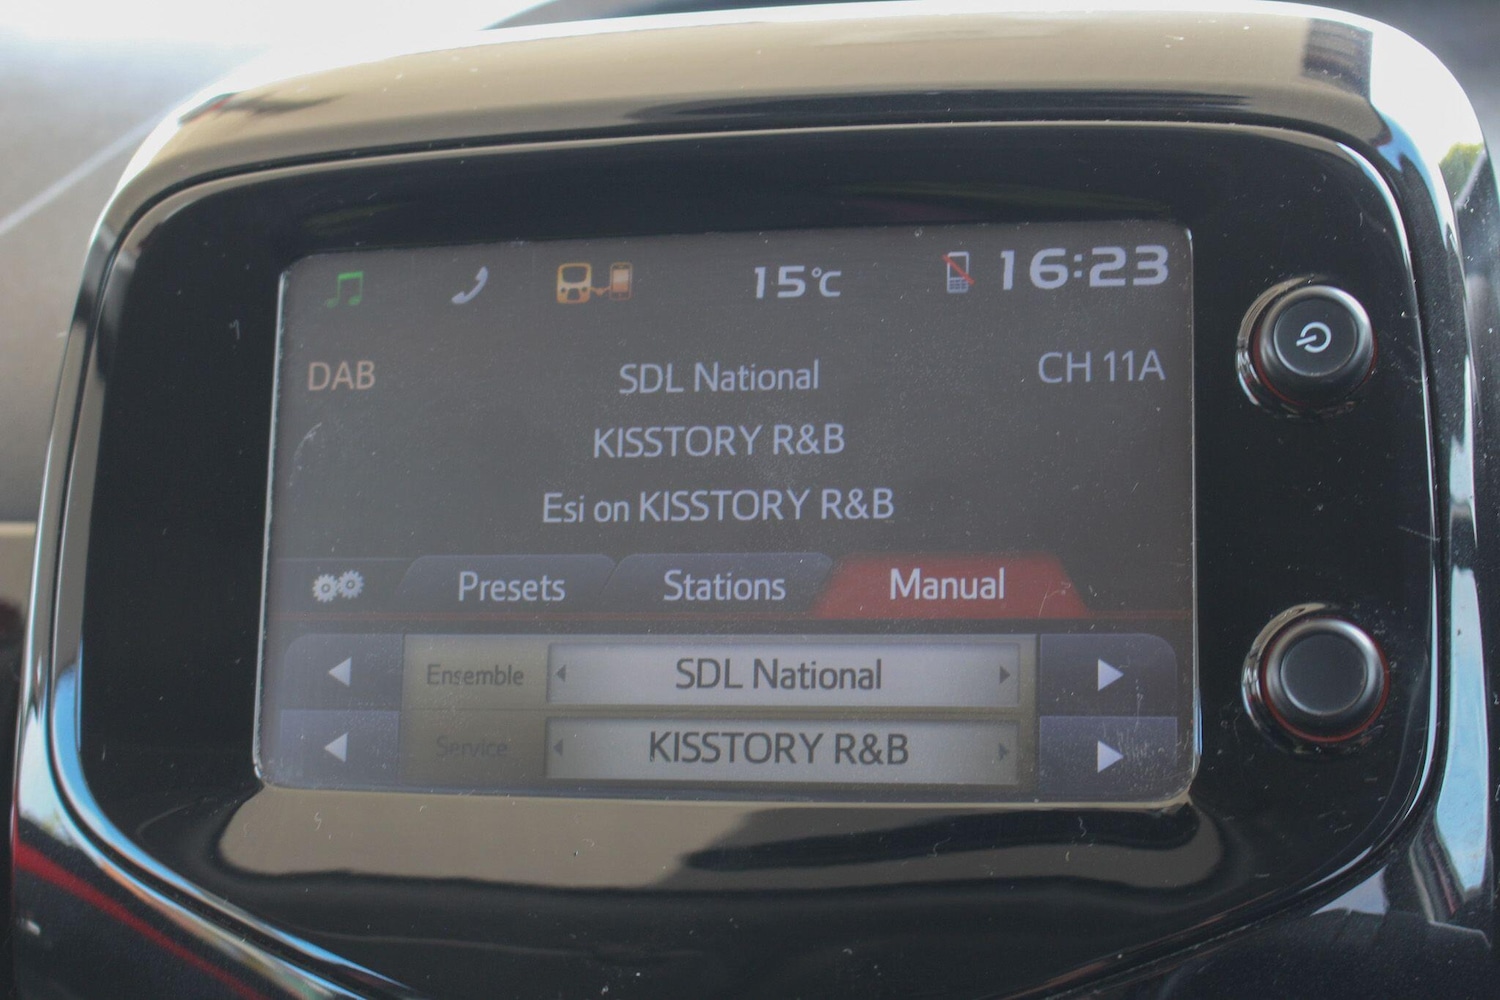 15℃ 16:23
DAB SDL National CH 11A
KISSTORY R&B
Esi on KISSTORY R&B
Presets Stations Manual
Ensemble SDL National
Service KISSTORY R&B